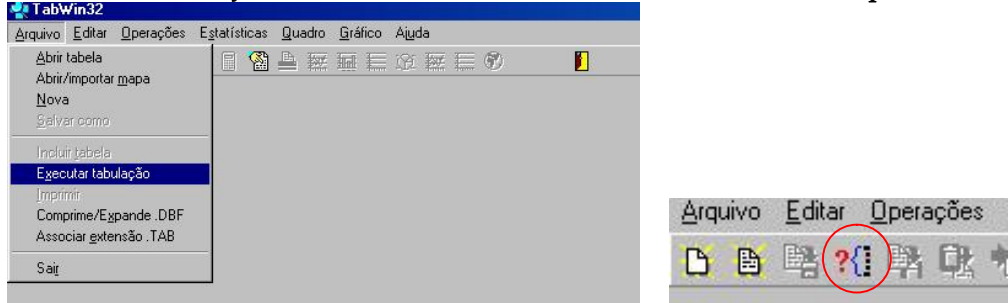 TabWin32
Arquivo Editar Operações Estatísticas Quadro Gráfico Ajuda
Abrir tabela
Abrir/importar mapa
Nova
Salvar como
Incluir tabela
Executar tabulação
Imprimir
Comprime/Expande .DBF
Associar extensão .TAB
Sair
Arquivo Editar Operações
?{